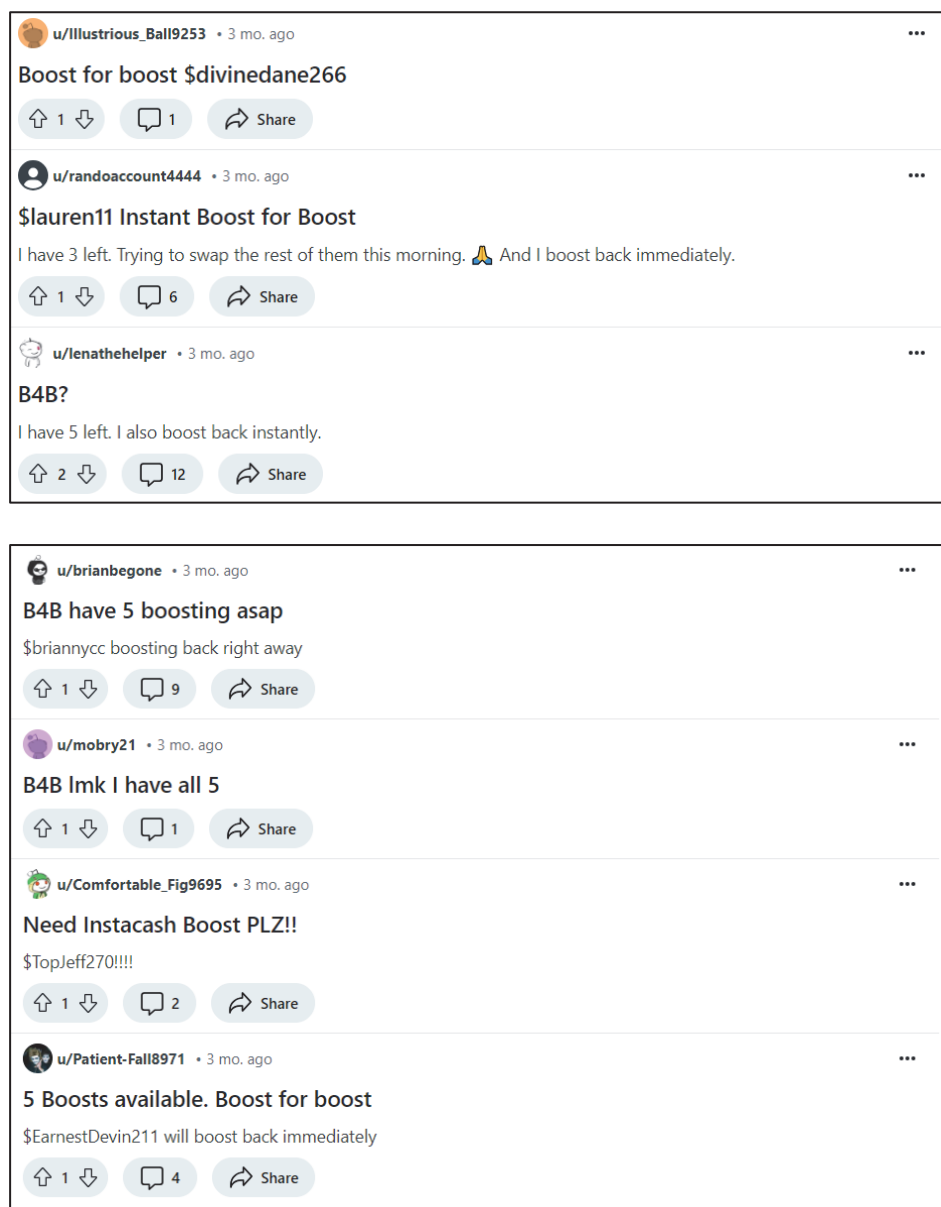 u/Illustrious_Ball9253 • 3 mo. ago
Boost for boost $divinedane266
1 1 Share
u/randoaccount4444 • 3 mo. ago
$lauren11 Instant Boost for Boost
I have 3 left. Trying to swap the rest of them this morning. 🙏 And I boost back immediately.
1 6 Share
u/lenathehelper • 3 mo. ago
B4B?
I have 5 left. I also boost back instantly.
2 12 Share
u/brianbegone • 3 mo. ago
B4B have 5 boosting asap
$briannycc boosting back right away
1 9 Share
u/mobry21 • 3 mo. ago
B4B lmk I have all 5
1 1 Share
u/Comfortable_Fig9695 • 3 mo. ago
Need Instacash Boost PLZ!!
$TopJeff270!!!!
1 2 Share
u/Patient-Fall8971 • 3 mo. ago
5 Boosts available. Boost for boost
$EarnestDevin211 will boost back immediately
1 4 Share